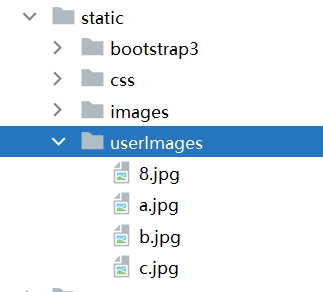 static
bootstrap3
css
images
userImages
8.jpg
a.jpg
b.jpg
c.jpg